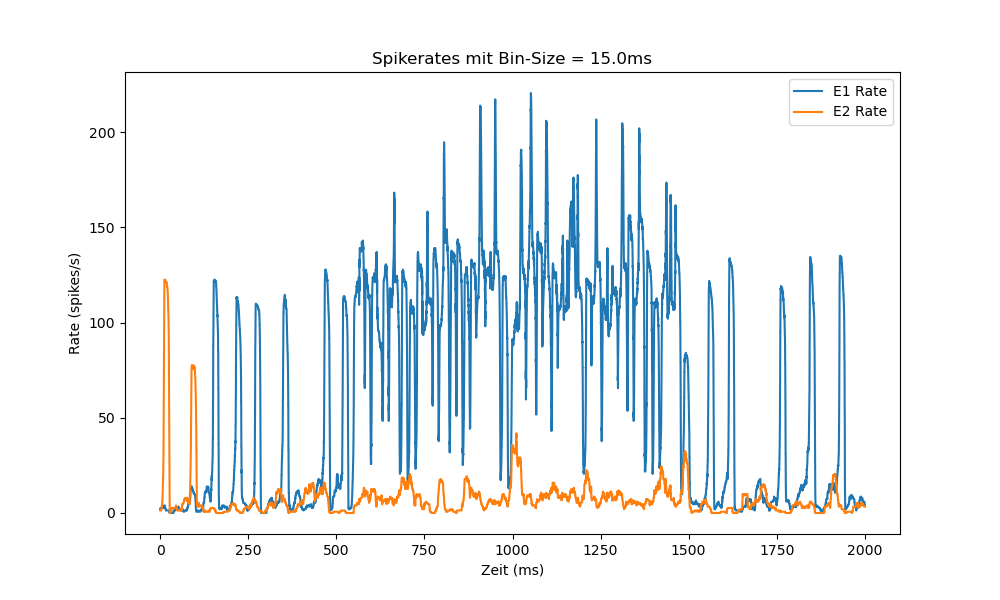 Spikerates mit Bin-Size = 15.0ms
E1 Rate
E2 Rate
Rate (spikes/s)
200
150
100
50
0
0 250 500 750 1000 1250 1500 1750 2000
Zeit (ms)